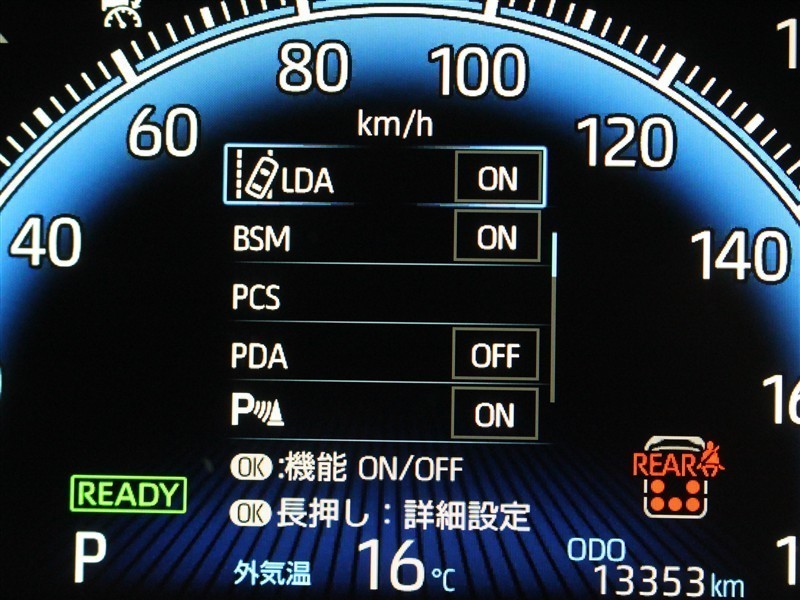 80 100
km/h
60 120
LDA ON
40 BSM ON 140
PCS
PDA OFF
P ON
OK:機能 ON/OFF
REAR
OK長押し:詳細設定
READY
P
外気温 16℃
ODO
13353km